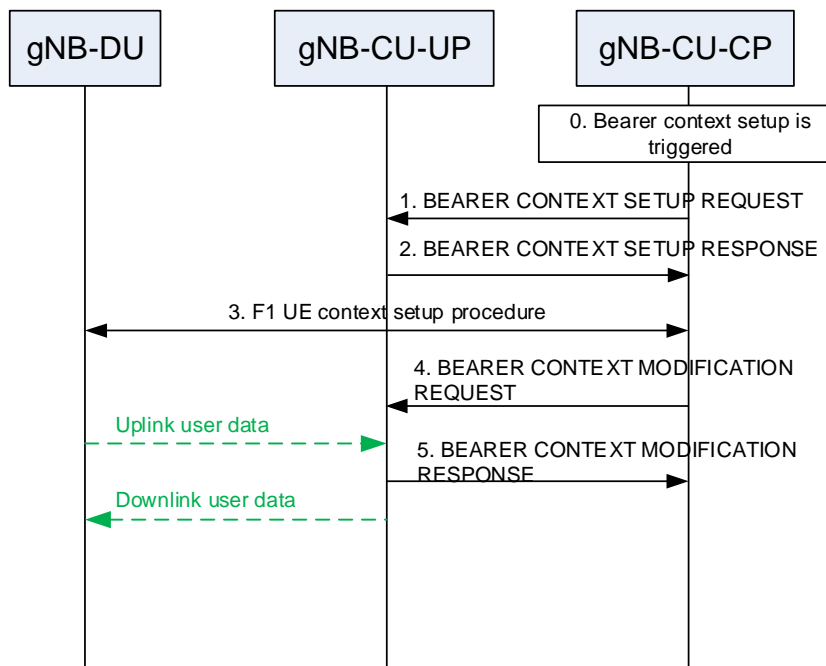 gNB-DU
gNB-CU-UP
gNB-CU-CP
0. Bearer context setup is
triggered
1. BEARER CONTEXT SETUP REQUEST
2. BEARER CONTEXT SETUP RESPONSE
3. F1 UE context setup procedure
4. BEARER CONTEXT MODIFICATION
REQUEST
Uplink user data
5. BEARER CONTEXT MODIFICATION
RESPONSE
Downlink user data